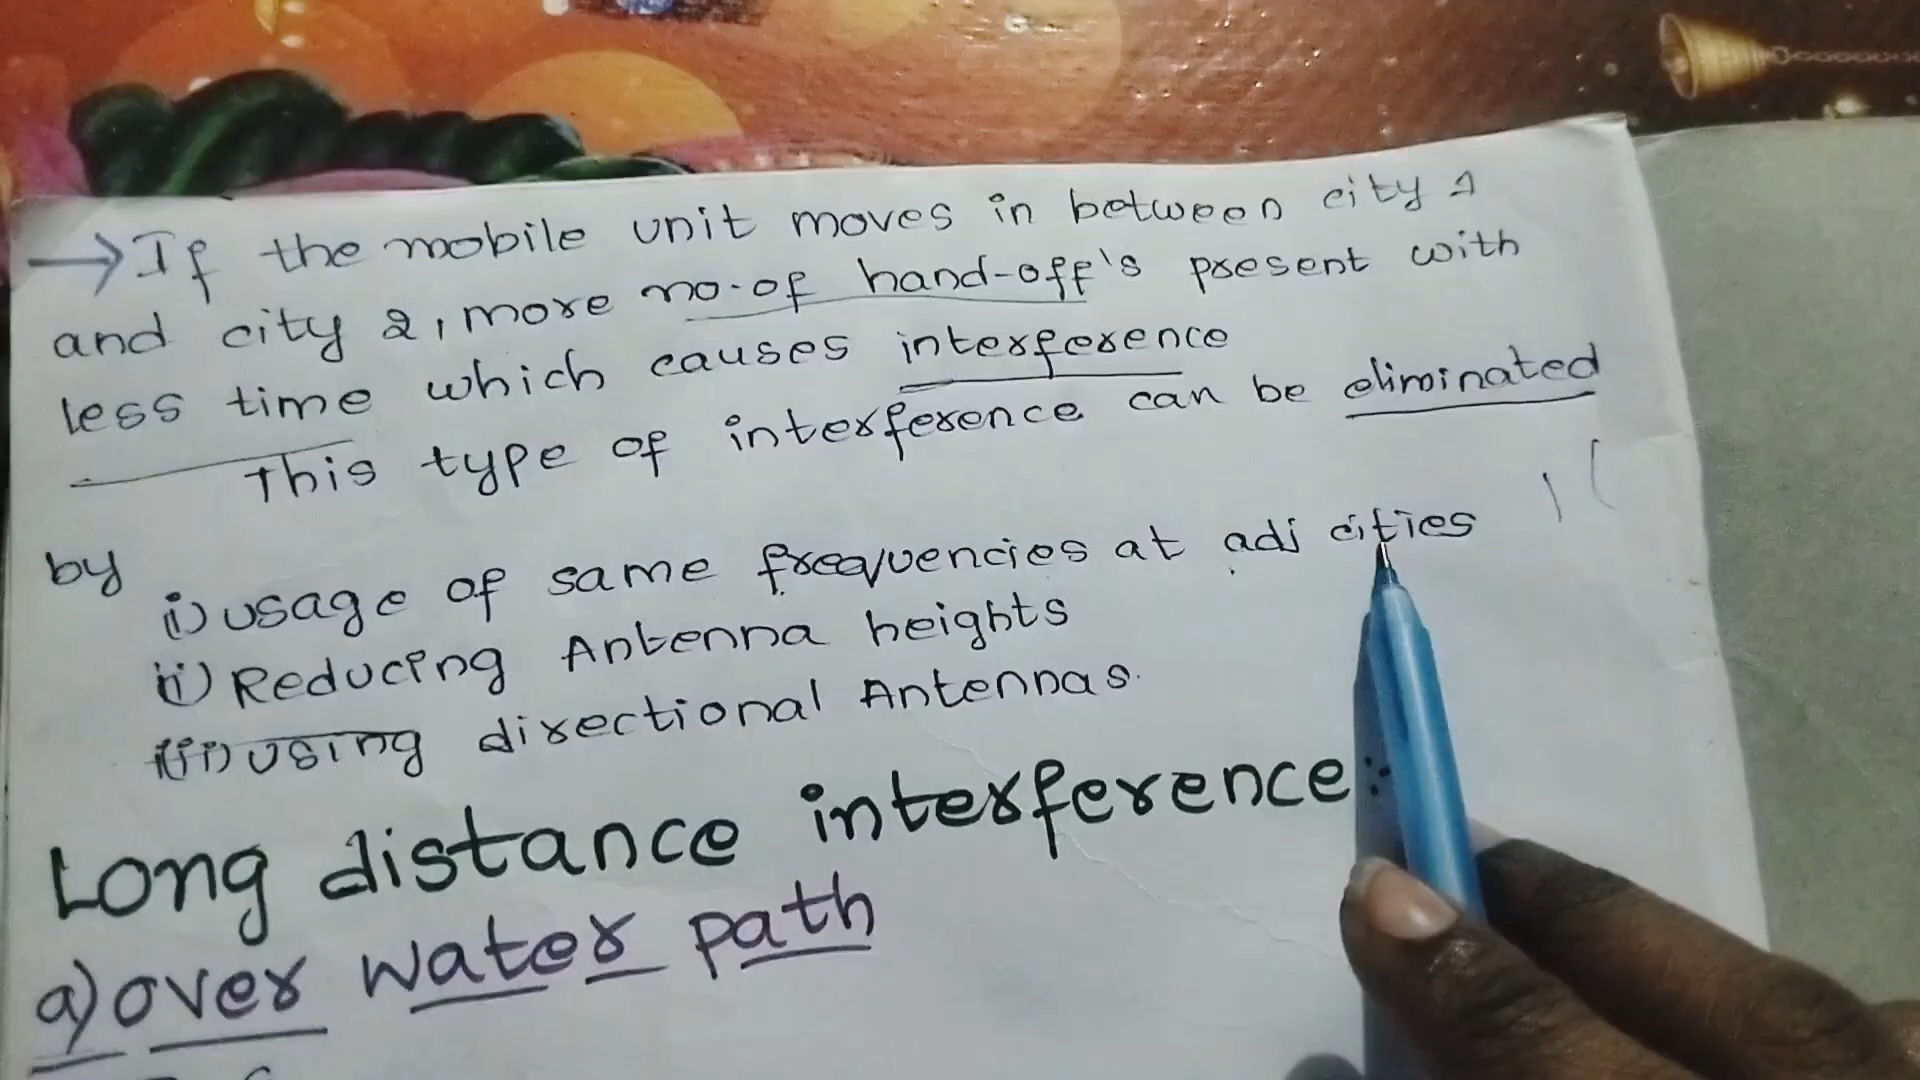 → If the mobile unit moves in between city 1
and city 2, more no. of hand-off's present with
less time which causes interference
This type of interference can be eliminated
by
i) usage of same frequencies at adj cities
ii) Reducing Antenna heights
iii) using directional Antennas.
Long distance interference:
a) over water path